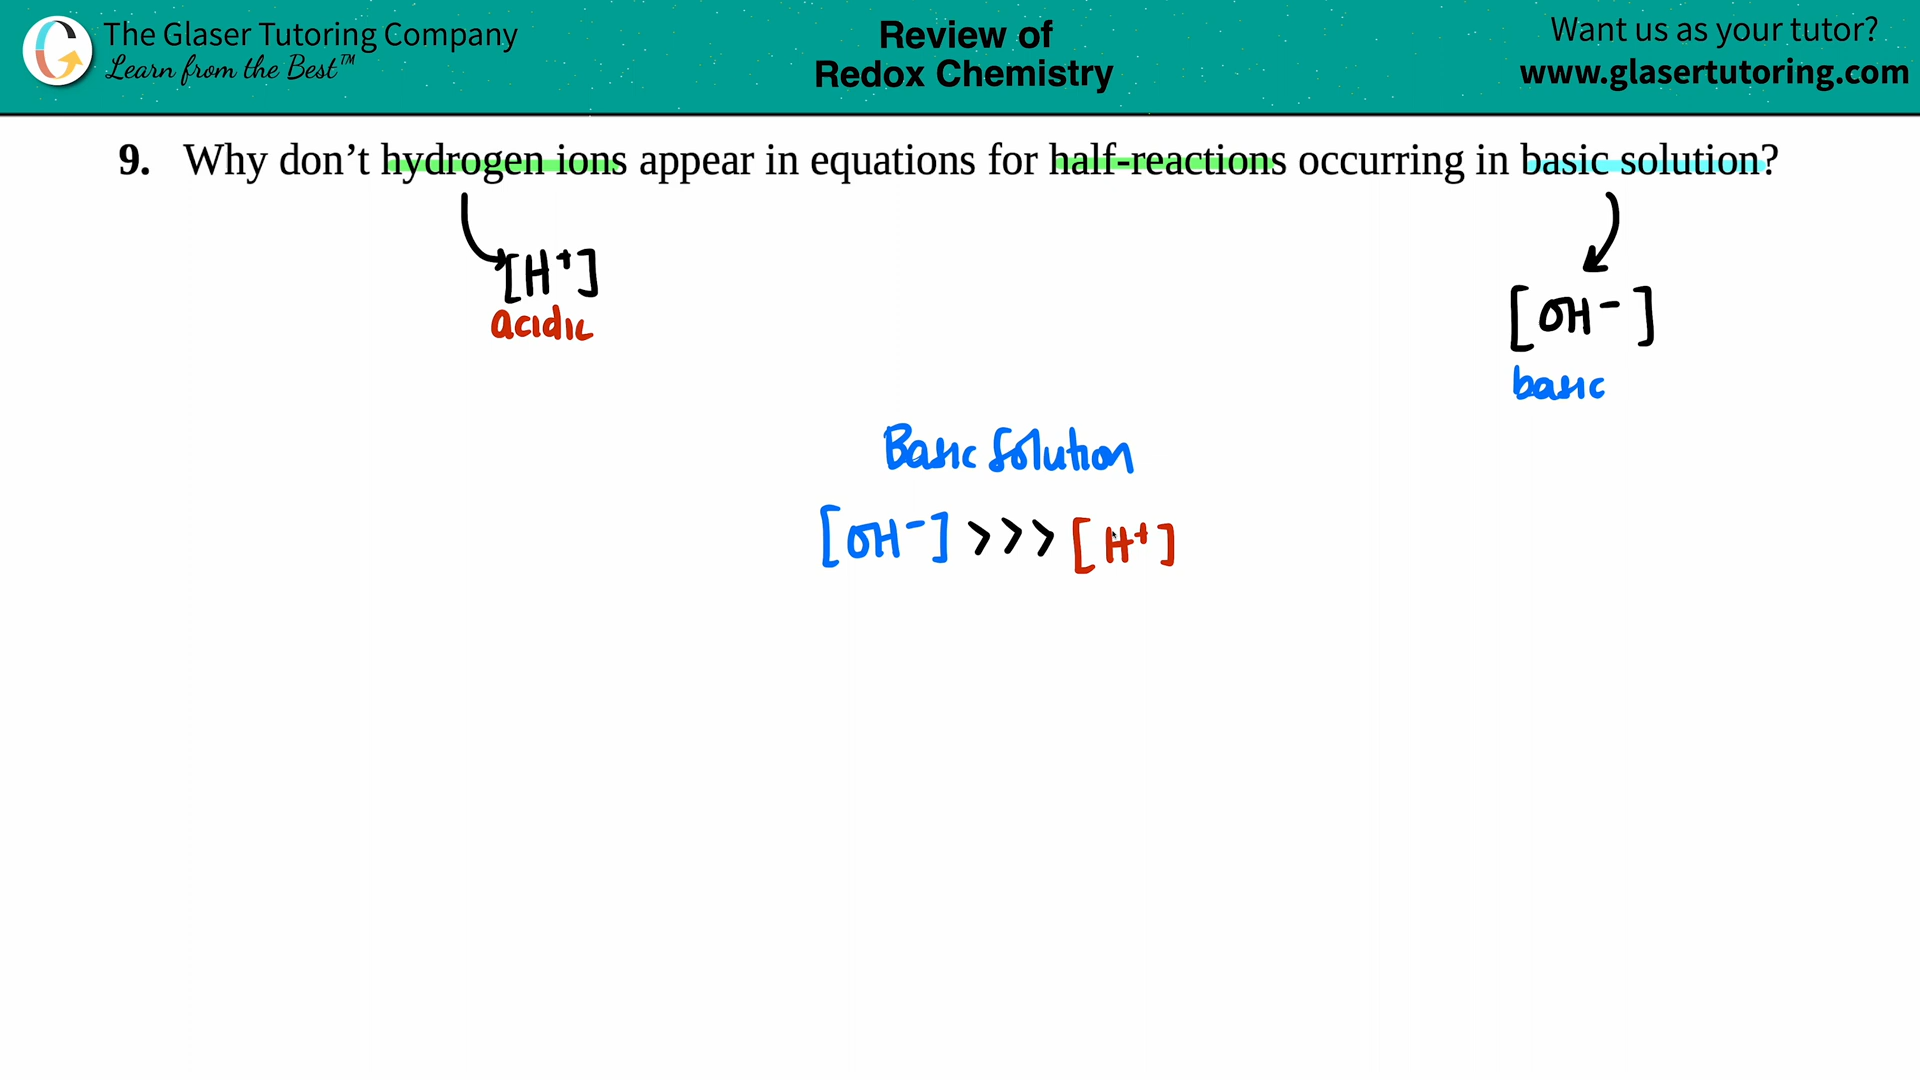 The Glaser Tutoring Company
Learn from the Best™
Review of
Redox Chemistry
Want us as your tutor?
www.glasertutoring.com
9. Why don't hydrogen ions appear in equations for half-reactions occurring in basic solution?
[H⁺]
acidic
[OH⁻]
basic
Basic Solution
[OH⁻] >>> [H⁺]